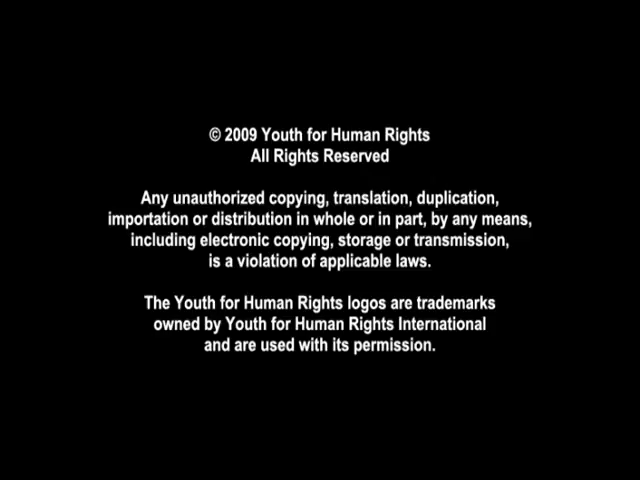 © 2009 Youth for Human Rights
All Rights Reserved
Any unauthorized copying, translation, duplication,
importation or distribution in whole or in part, by any means,
including electronic copying, storage or transmission,
is a violation of applicable laws.
The Youth for Human Rights logos are trademarks
owned by Youth for Human Rights International
and are used with its permission.